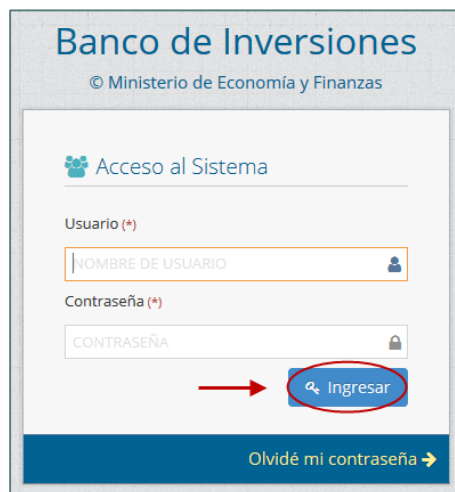 Banco de Inversiones
© Ministerio de Economía y Finanzas
Acceso al Sistema
Usuario (*)
NOMBRE DE USUARIO
Contraseña (*)
CONTRASEÑA
Ingresar
Olvidé mi contraseña